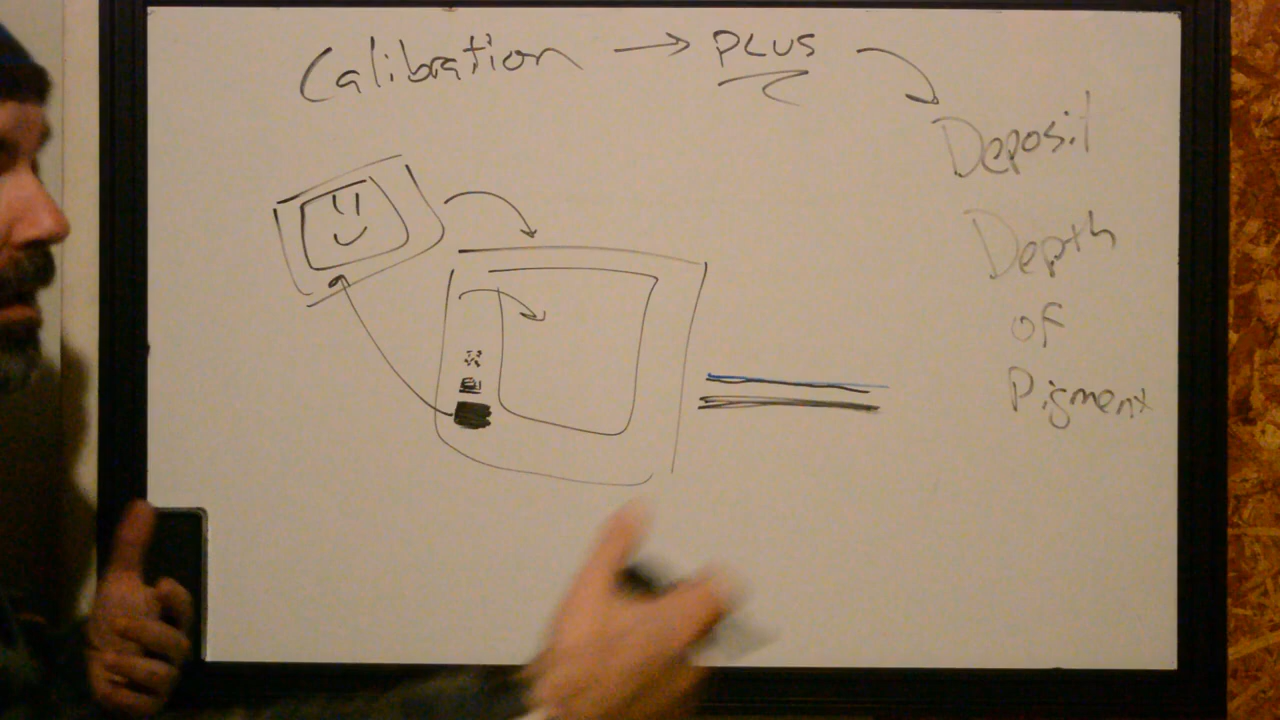 Calibration → PLUS
Deposit
Depth
of
Pigment